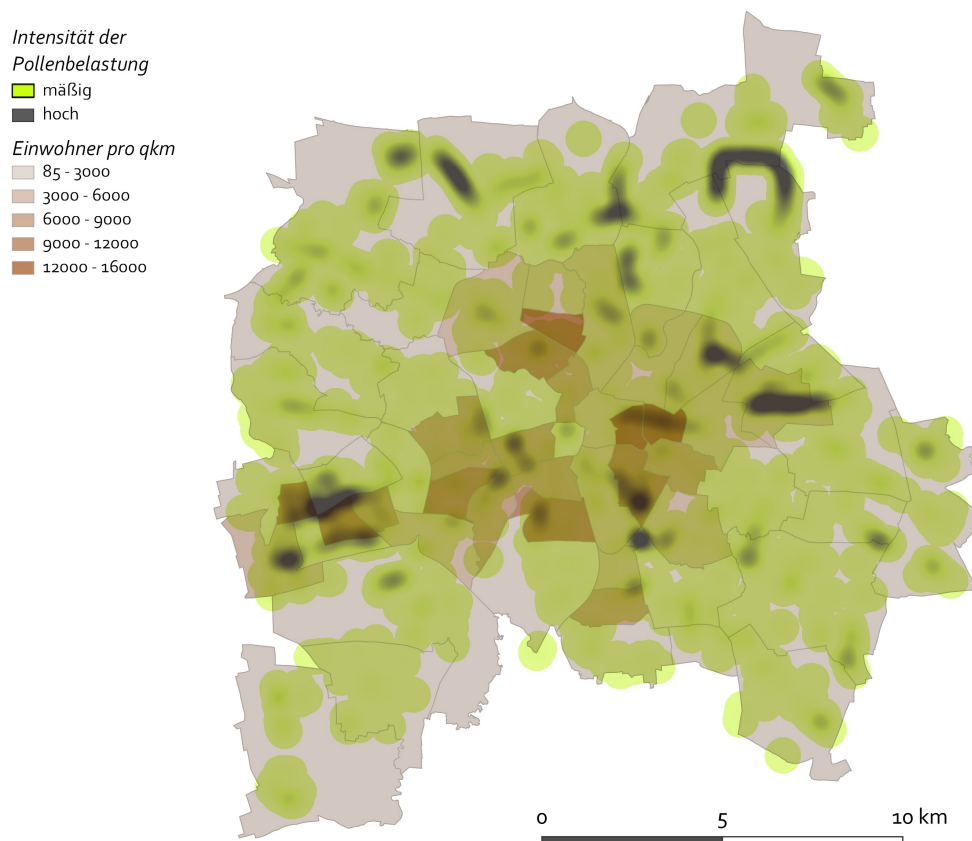 Intensität der
Pollenbelastung
mäßig
hoch
Einwohner pro qkm
85 - 3000
3000 - 6000
6000 - 9000
9000 - 12000
12000 - 16000
0 5 10 km